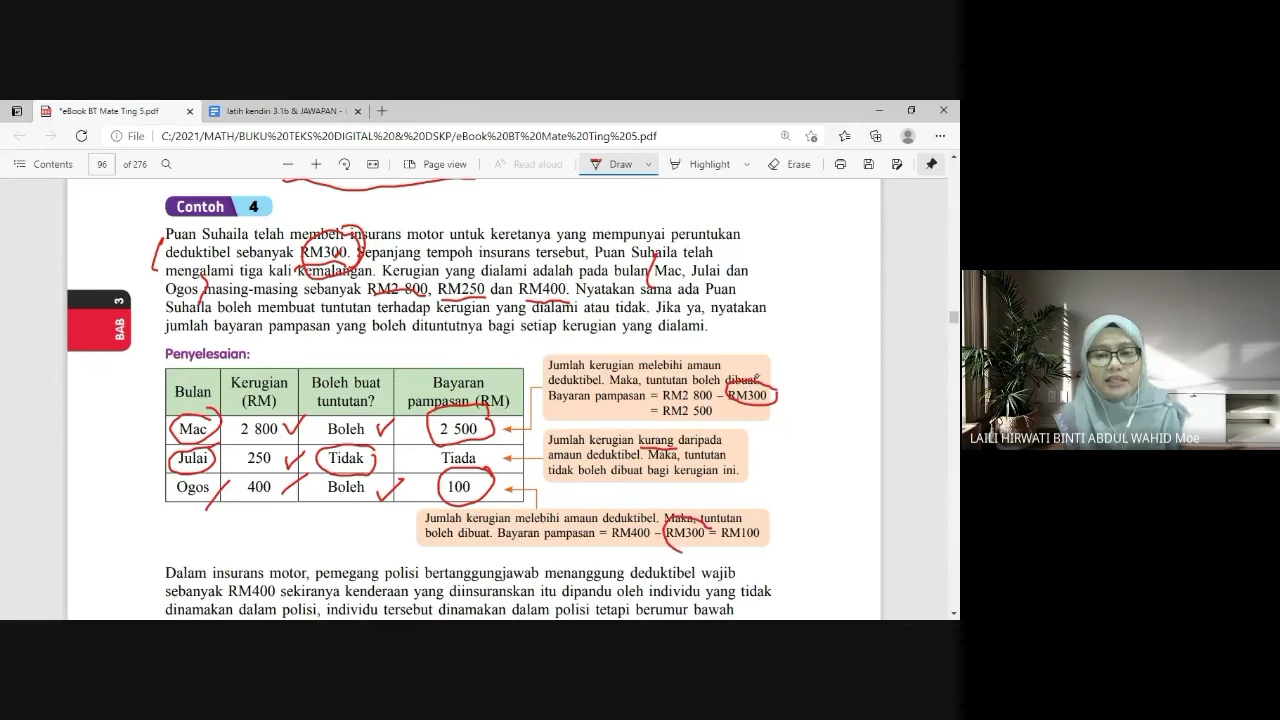 *eBook BT Mate Ting 5.pdf
latih kendiri 3.1b & JAWAPAN -
File
C:/2021/MATH/BUKU%20TEKS%20DIGITAL%20&%20DSKP/eBook%20BT%20Mate%20Ting%205.pdf
Contents 96 of 276 Page view Read aloud Draw Highlight Erase
Contoh 4
Puan Suhaila telah membeli insurans motor untuk keretanya yang mempunyai peruntukan
deduktibel sebanyak RM300. Sepanjang tempoh insurans tersebut, Puan Suhaila telah
mengalami tiga kali kemalangan. Kerugian yang dialami adalah pada bulan Mac, Julai dan
Ogos masing-masing sebanyak RM2 800, RM250 dan RM400. Nyatakan sama ada Puan
Suhaila boleh membuat tuntutan terhadap kerugian yang dialami atau tidak. Jika ya, nyatakan
jumlah bayaran pampasan yang boleh dituntutnya bagi setiap kerugian yang dialami.
BAB 3
Penyelesaian:
Bulan Kerugian (RM) Boleh buat tuntutan? Bayaran pampasan (RM)
Mac 2 800 Boleh 2 500
Julai 250 Tidak Tiada
Ogos 400 Boleh 100
Jumlah kerugian melebihi amaun
deduktibel. Maka, tuntutan boleh dibuat.
Bayaran pampasan = RM2 800 – RM300
= RM2 500
Jumlah kerugian kurang daripada
amaun deduktibel. Maka, tuntutan
tidak boleh dibuat bagi kerugian ini.
Jumlah kerugian melebihi amaun deduktibel. Maka, tuntutan
boleh dibuat. Bayaran pampasan = RM400 – RM300 = RM100
Dalam insurans motor, pemegang polisi bertanggungjawab menanggung deduktibel wajib
sebanyak RM400 sekiranya kenderaan yang diinsuranskan itu dipandu oleh individu yang tidak
dinamakan dalam polisi, individu tersebut dinamakan dalam polisi tetapi berumur bawah
LAILI HIRWATI BINTI ABDUL WAHID Moe